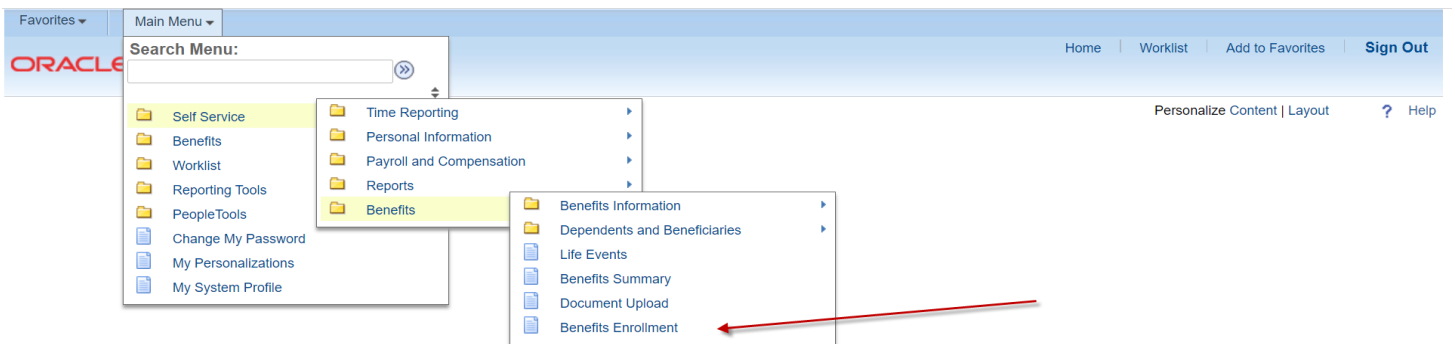 Favorites Main Menu
Search Menu:
ORACLE
Home Worklist Add to Favorites Sign Out
Personalize Content | Layout ? Help
Self Service
Benefits
Worklist
Reporting Tools
PeopleTools
Change My Password
My Personalizations
My System Profile
Time Reporting
Personal Information
Payroll and Compensation
Reports
Benefits
Benefits Information
Dependents and Beneficiaries
Life Events
Benefits Summary
Document Upload
Benefits Enrollment